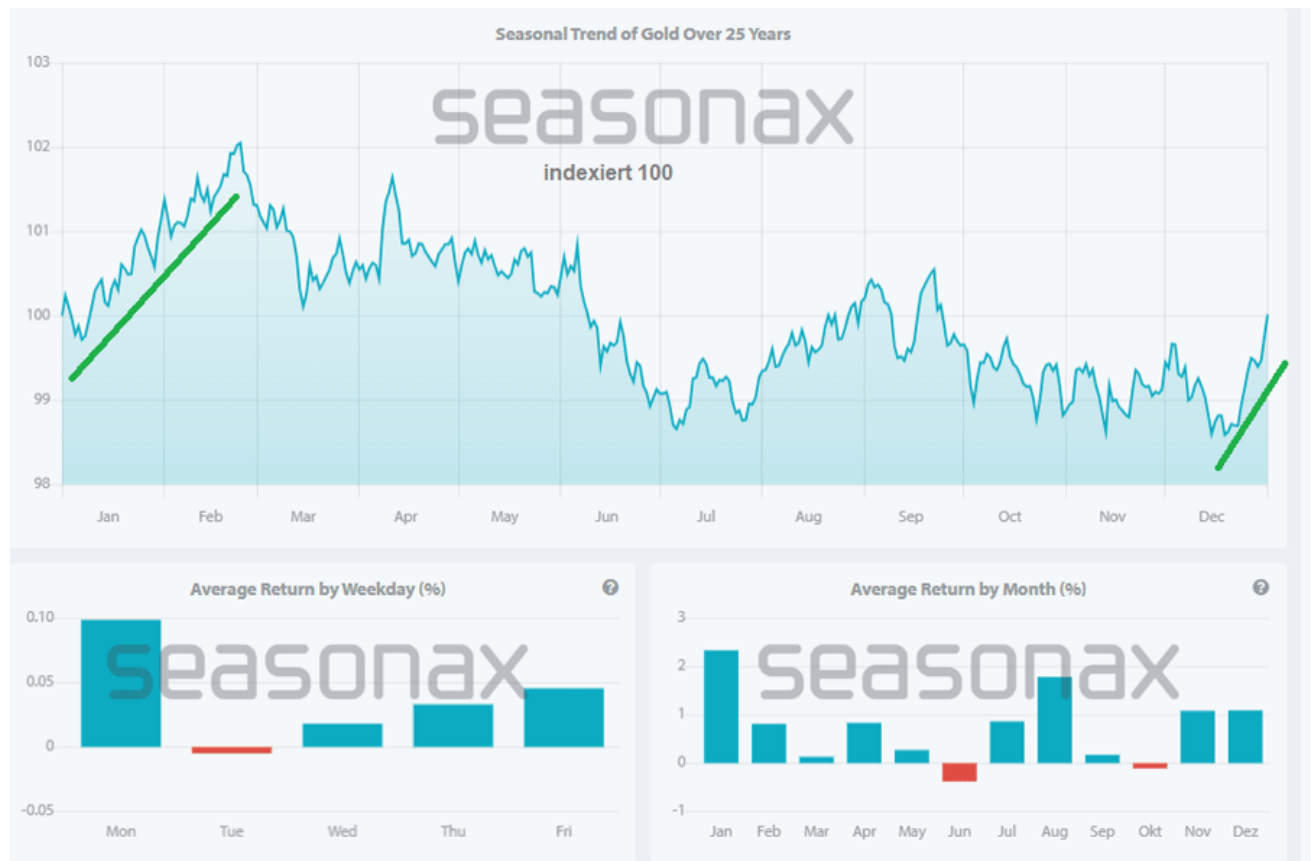 Seasonal Trend of Gold Over 25 Years
103
seasonax
102
indexiert 100
101
100
99
98
Jan Feb Mar Apr May Jun Jul Aug Sep Oct Nov Dec
Average Return by Weekday (%) ?
0.10
seasonax
0.05
0
-0.05
Mon Tue Wed Thu Fri
Average Return by Month (%) ?
3
seasonax
2
1
0
-1
Jan Feb Mar Apr May Jun Jul Aug Sep Okt Nov Dez